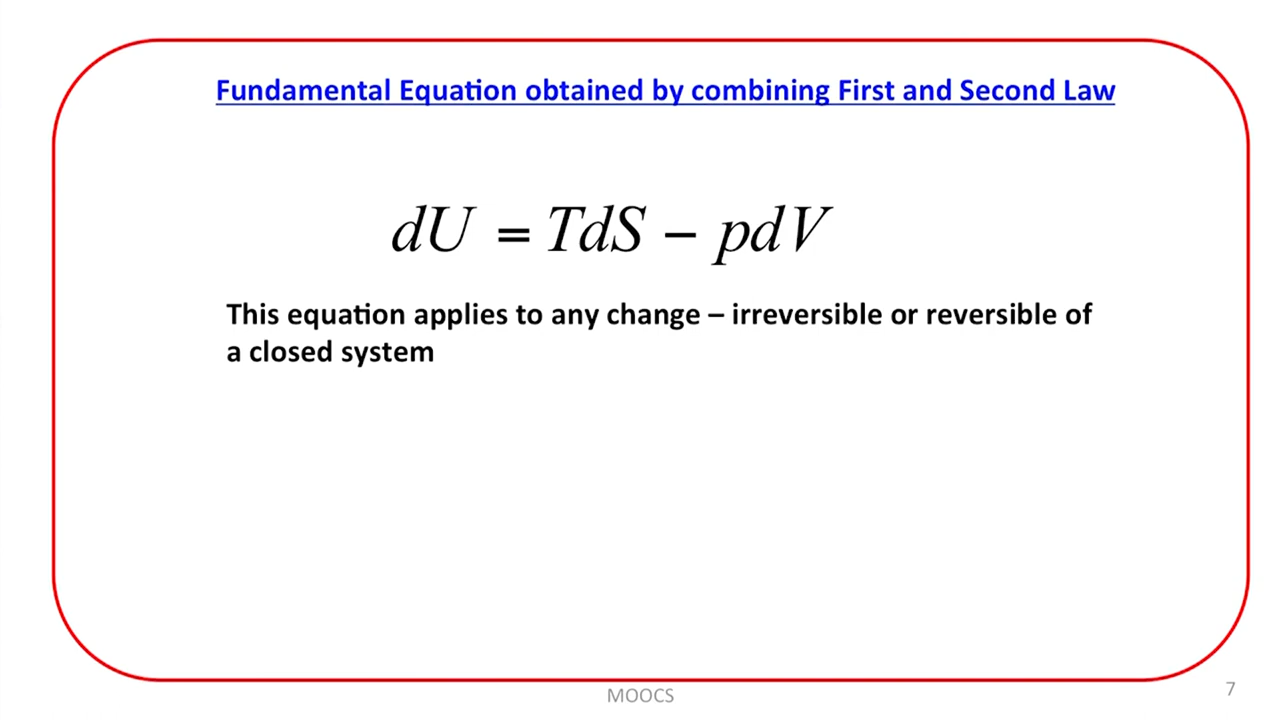 Fundamental Equation obtained by combining First and Second Law
dU = TdS – pdV
This equation applies to any change – irreversible or reversible of
a closed system
MOOCS
7